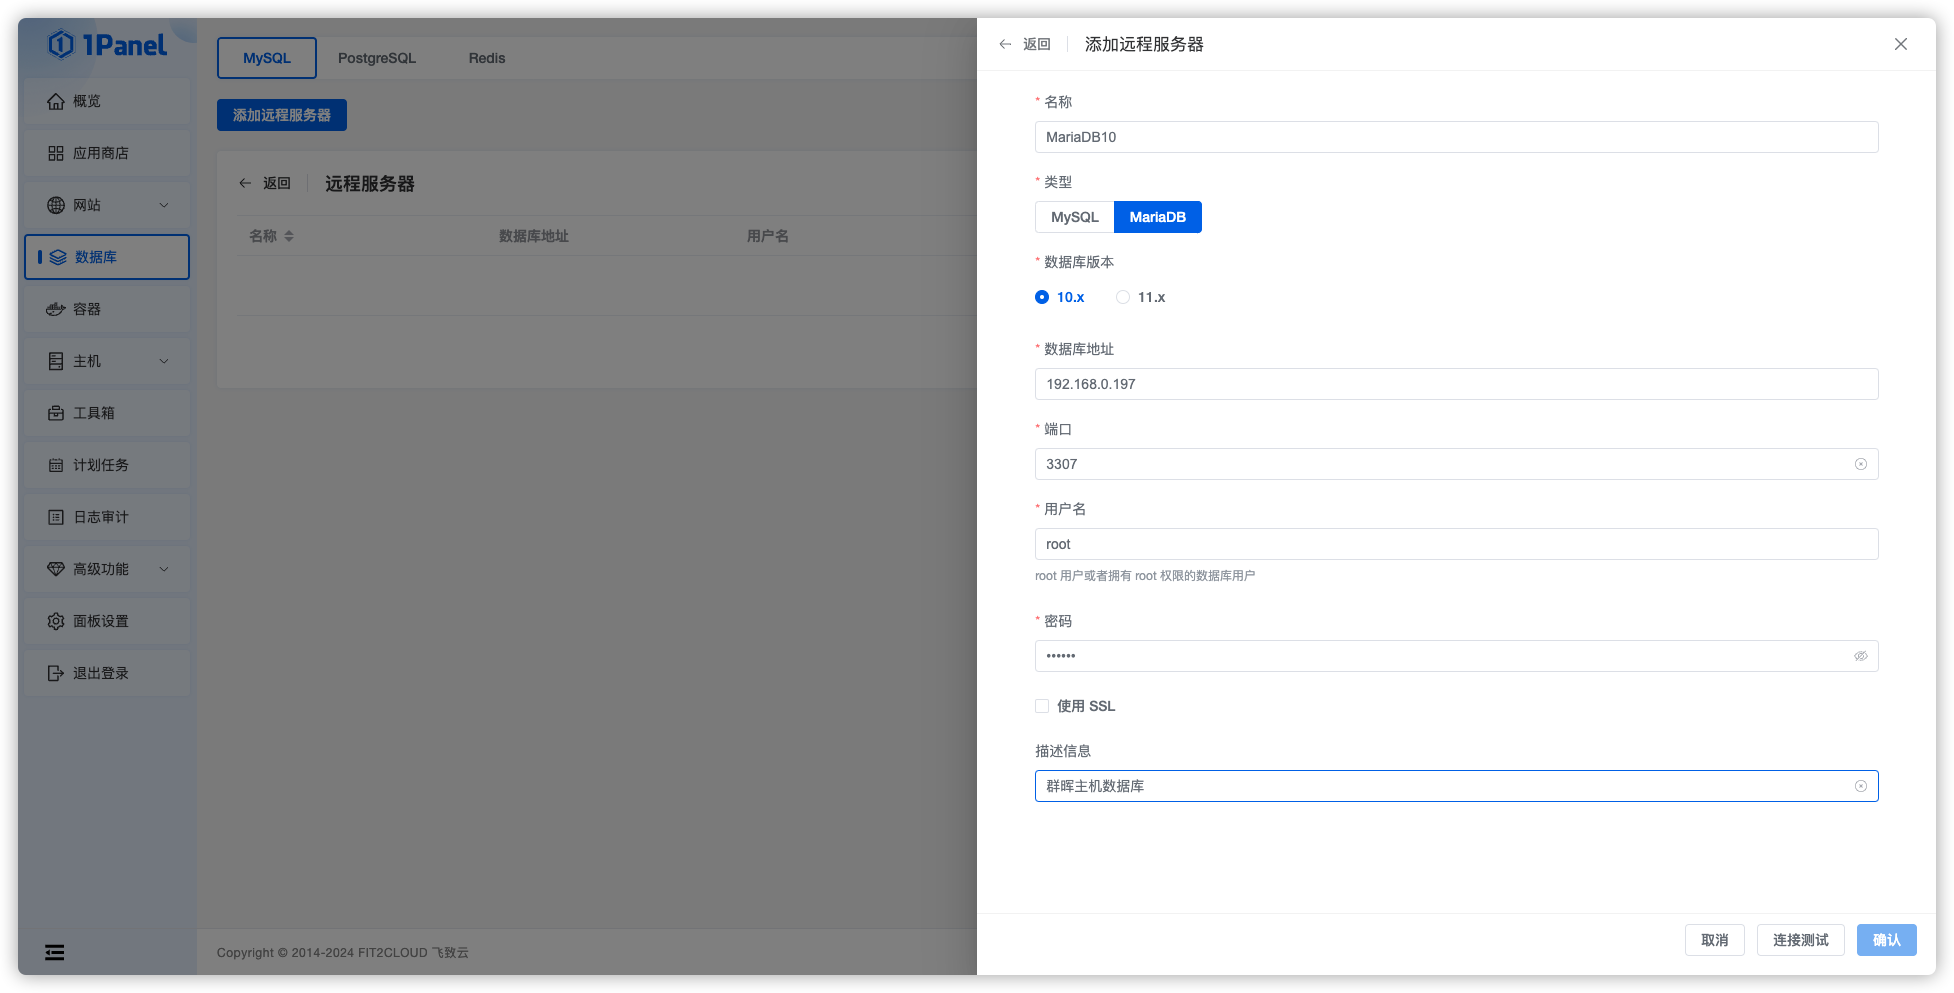 1Panel
概览
应用商店
网站
数据库
容器
主机
工具箱
计划任务
日志审计
高级功能
面板设置
退出登录
MySQL PostgreSQL Redis
添加远程服务器
返回 远程服务器
名称 数据库地址 用户名
Copyright © 2014-2024 FIT2CLOUD 飞致云
返回 添加远程服务器
* 名称
MariaDB10
* 类型
MySQL MariaDB
* 数据库版本
10.x 11.x
* 数据库地址
192.168.0.197
* 端口
3307
* 用户名
root
root 用户或者拥有 root 权限的数据库用户
* 密码
••••••
使用 SSL
描述信息
群晖主机数据库
取消 连接测试 确认